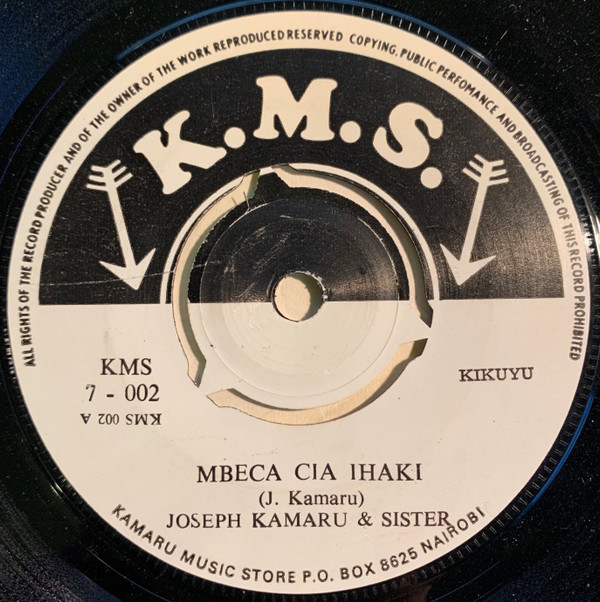 ALL RIGHTS OF THE RECORD PRODUCER AND OF THE OWNER OF THE WORK REPRODUCED RESERVED COPYING, PUBLIC PERFOMANCE AND BROADCASTING OF THIS RECORD PROHIBITED
K.M.S.
KMS
7 - 002
KMS 002 A
KIKUYU
MBECA CIA IHAKI
(J. Kamaru)
JOSEPH KAMARU & SISTER
KAMARU MUSIC STORE P.O. BOX 8625 NAIROBI